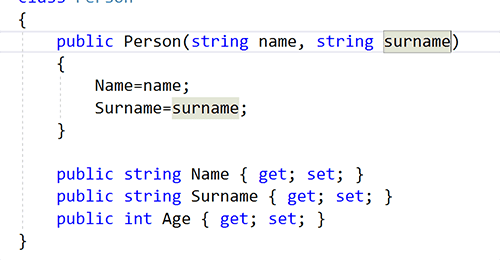 class Person
{
public Person(string name, string surname)
{
Name=name;
Surname=surname;
}
public string Name { get; set; }
public string Surname { get; set; }
public int Age { get; set; }
}